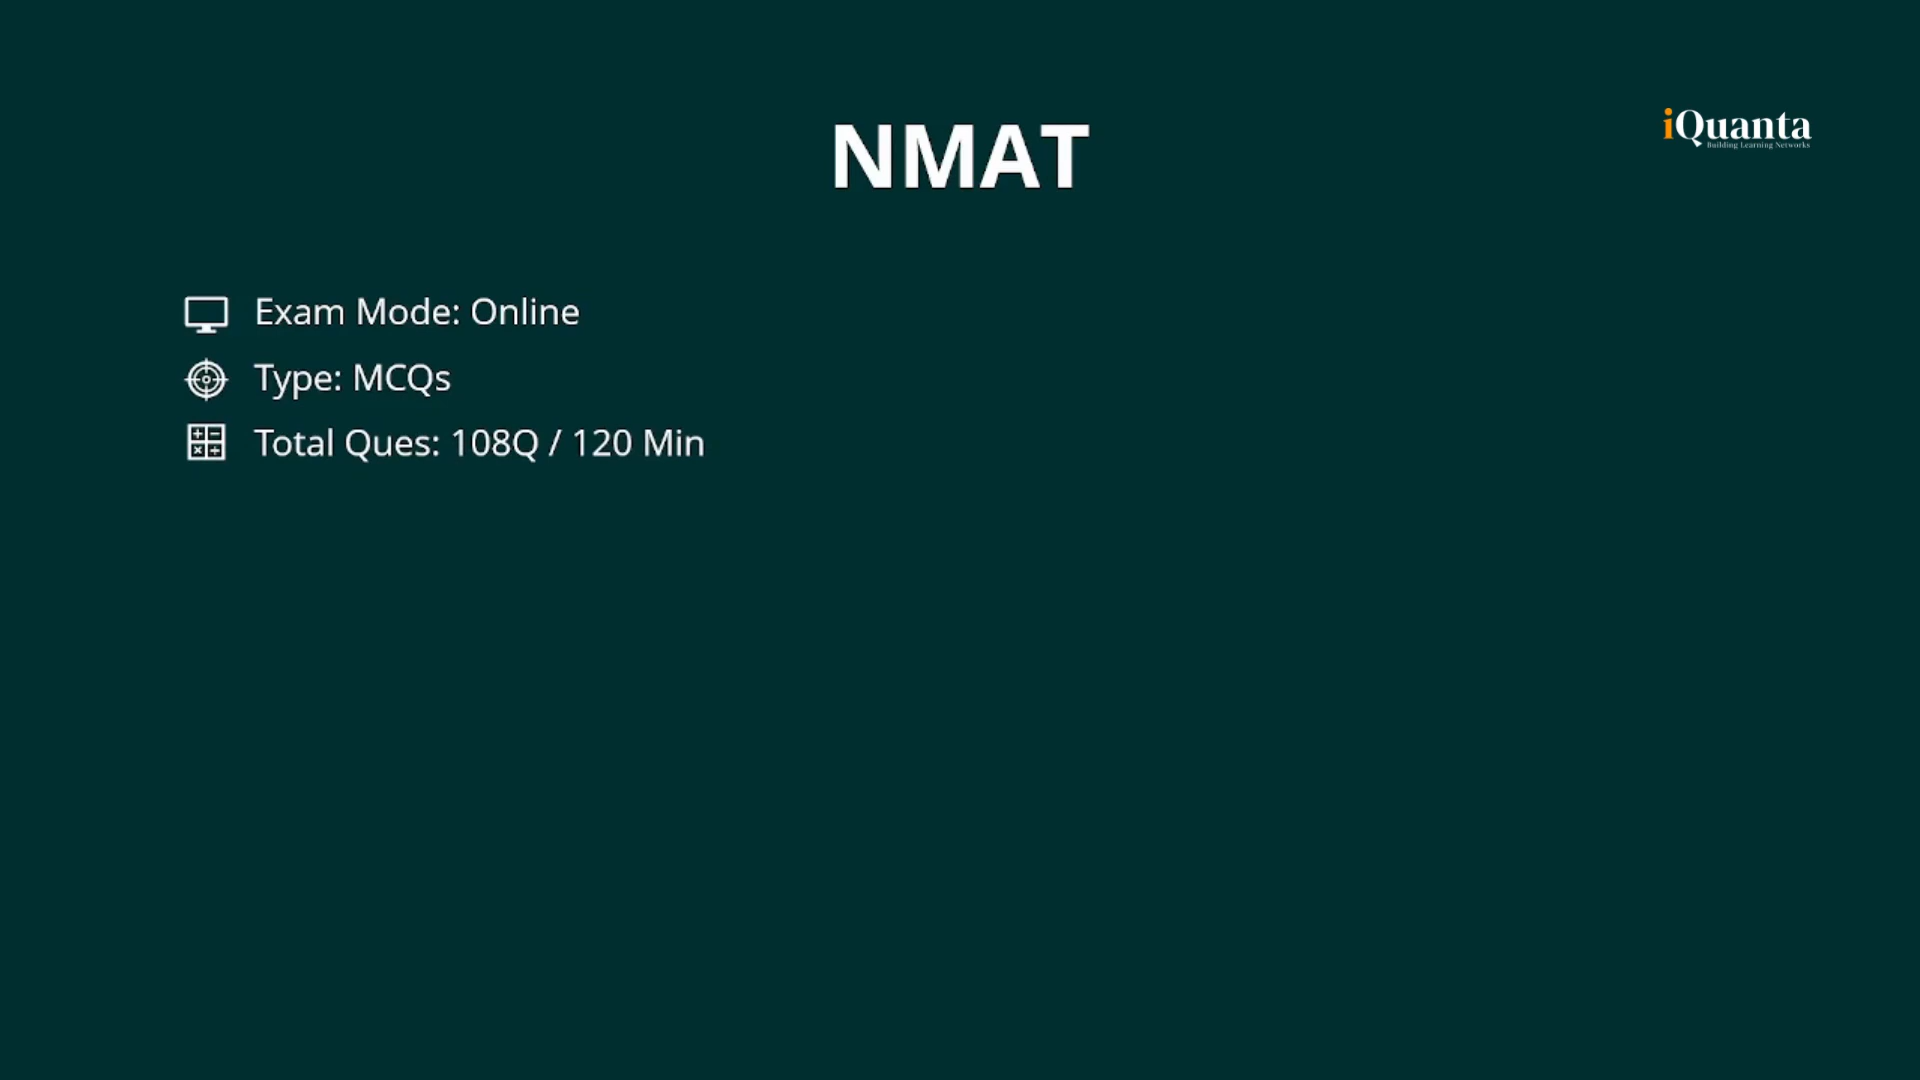 NMAT
iQuanta
Building Learning Networks
Exam Mode: Online
Type: MCQs
Total Ques: 108Q / 120 Min